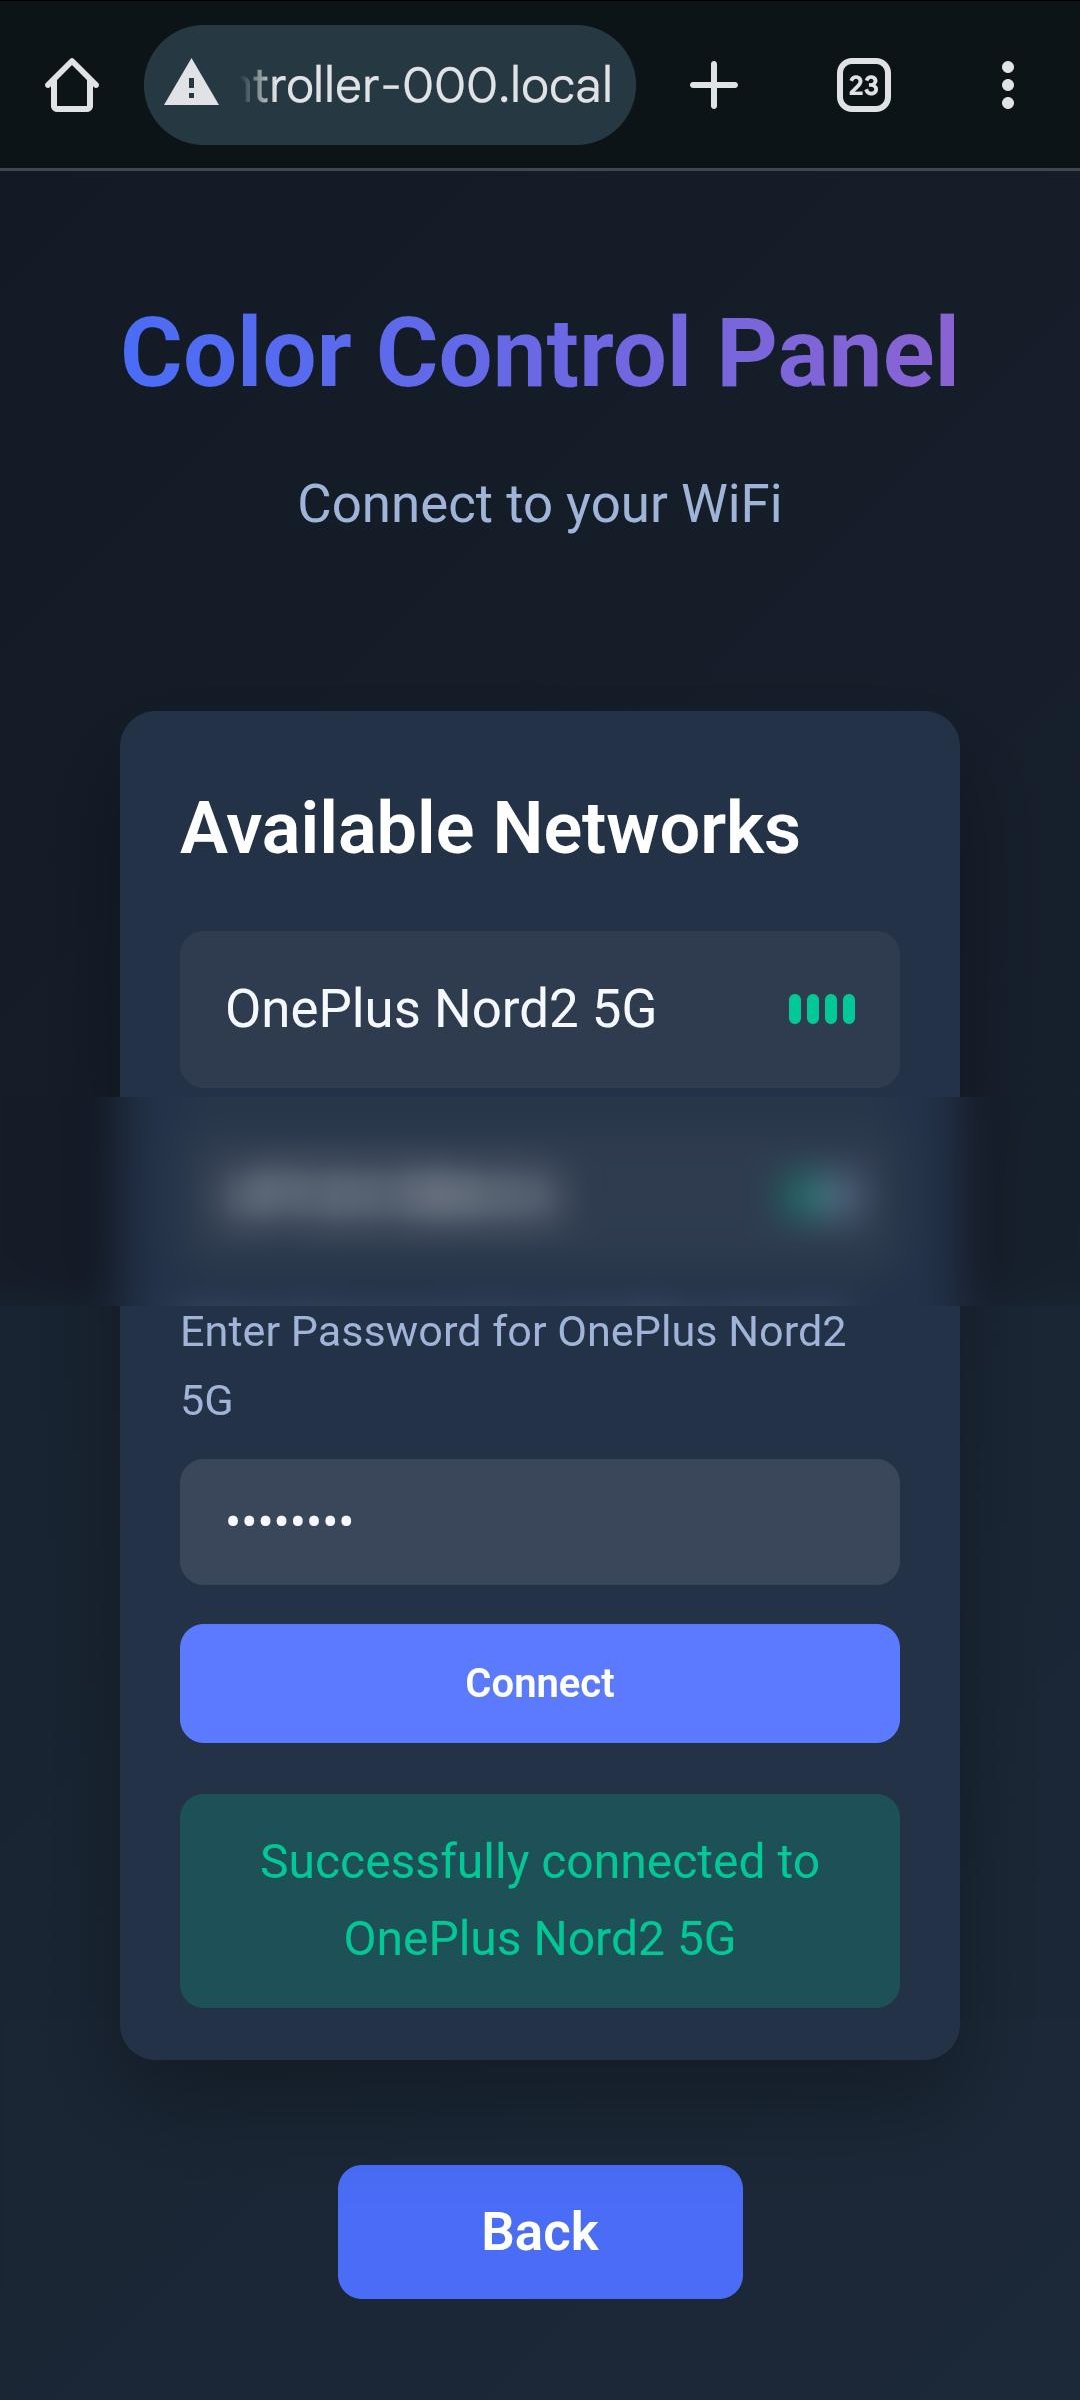 troller-000.local
23
Color Control Panel
Connect to your WiFi
Available Networks
OnePlus Nord2 5G
Enter Password for OnePlus Nord2
5G
••••••••
Connect
Successfully connected to
OnePlus Nord2 5G
Back